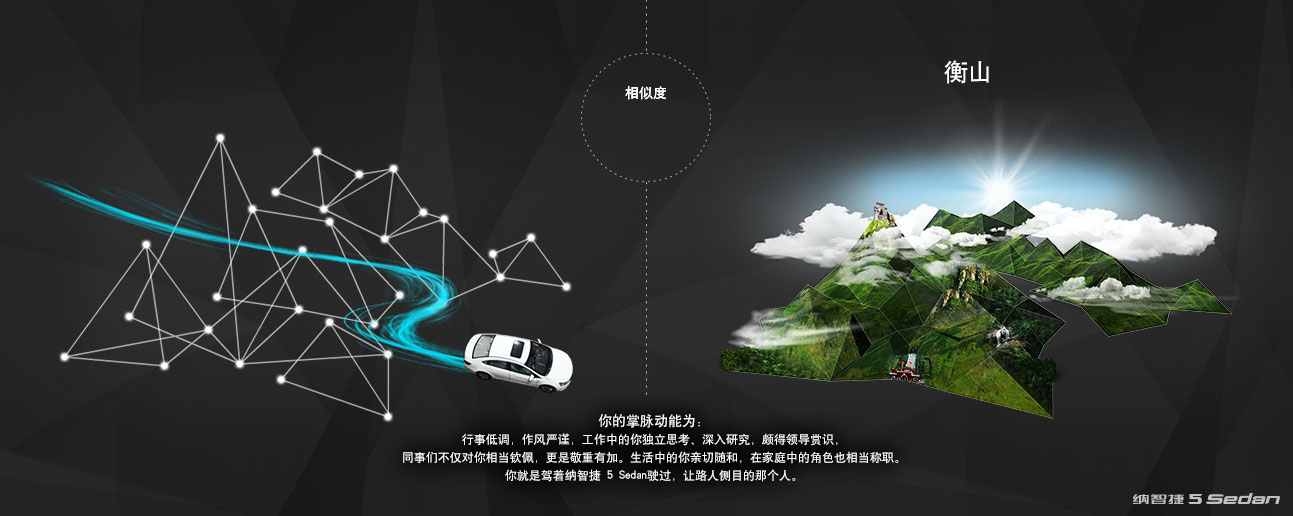 相似度
衡山
你的掌脉动能为:
行事低调, 作风严谨, 工作中的你独立思考、深入研究, 颇得领导赏识,
同事们不仅对你相当钦佩, 更是敬重有加。生活中的你亲切随和, 在家庭中的角色也相当称职。
你就是驾着纳智捷 5 Sedan驶过, 让路人侧目的那个人。
纳智捷 5 Sedan